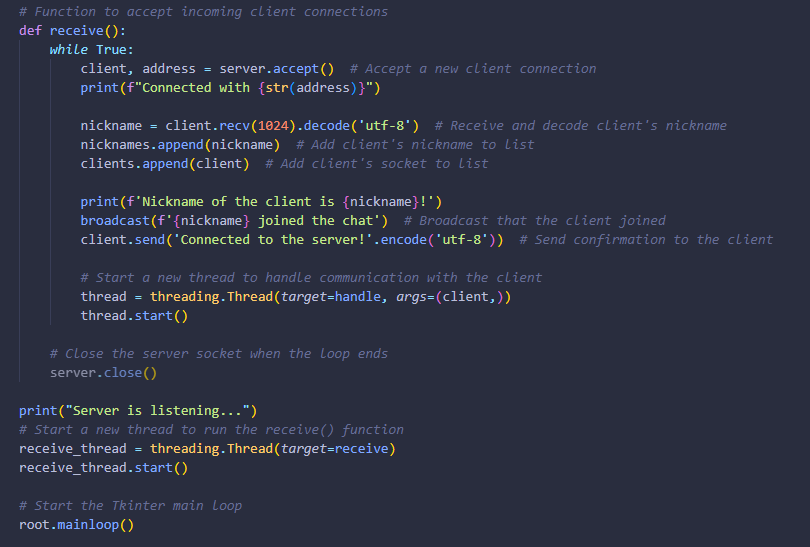 # Function to accept incoming client connections
def receive():
    while True:
        client, address = server.accept()  # Accept a new client connection
        print(f"Connected with {str(address)}")

        nickname = client.recv(1024).decode('utf-8')  # Receive and decode client's nickname
        nicknames.append(nickname)  # Add client's nickname to list
        clients.append(client)  # Add client's socket to list

        print(f'Nickname of the client is {nickname}!')
        broadcast(f'{nickname} joined the chat')  # Broadcast that the client joined
        client.send('Connected to the server!'.encode('utf-8'))  # Send confirmation to the client

        # Start a new thread to handle communication with the client
        thread = threading.Thread(target=handle, args=(client,))
        thread.start()

    # Close the server socket when the loop ends
    server.close()

print("Server is listening...")
# Start a new thread to run the receive() function
receive_thread = threading.Thread(target=receive)
receive_thread.start()

# Start the Tkinter main loop
root.mainloop()